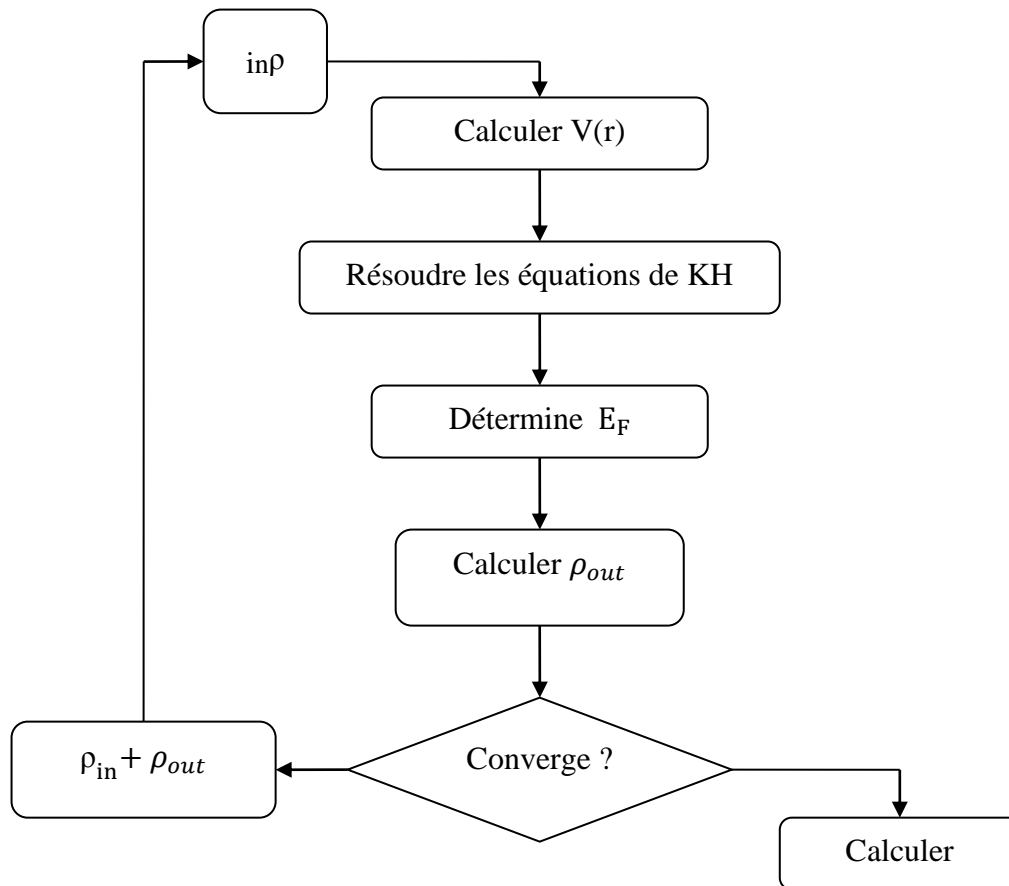 inρ
Calculer V(r)
Résoudre les équations de KH
Détermine E_F
Calculer ρ_out
Converge ?
ρ_in + ρ_out
Calculer